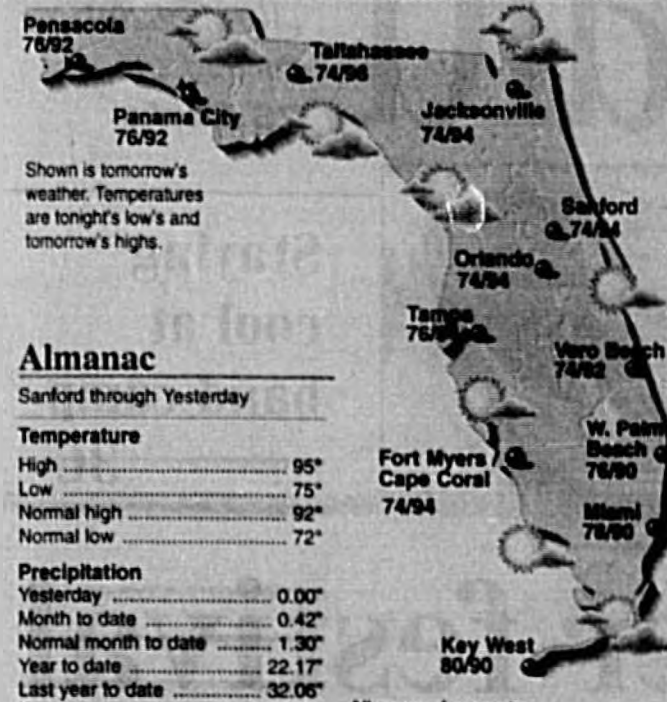 Pensacola
76/92
Tallahassee
74/96
Panama City
76/92
Jacksonville
74/94
Shown is tomorrow's
weather. Temperatures
are tonight's low's and
tomorrow's highs.
Sanford
74/94
Orlando
74/94
Tampa
Vero Beach
74/92
W. Palm
Beach
76/90
Fort Myers
Cape Coral
74/94
Miami
78/90
Key West
80/90
Almanac
Sanford through Yesterday
Temperature
High .......... 95°
Low .......... 75°
Normal high .......... 92°
Normal low .......... 72°
Precipitation
Yesterday .......... 0.00"
Month to date .......... 0.42"
Normal month to date .......... 1.30"
Year to date .......... 22.17"
Last year to date .......... 32.06"